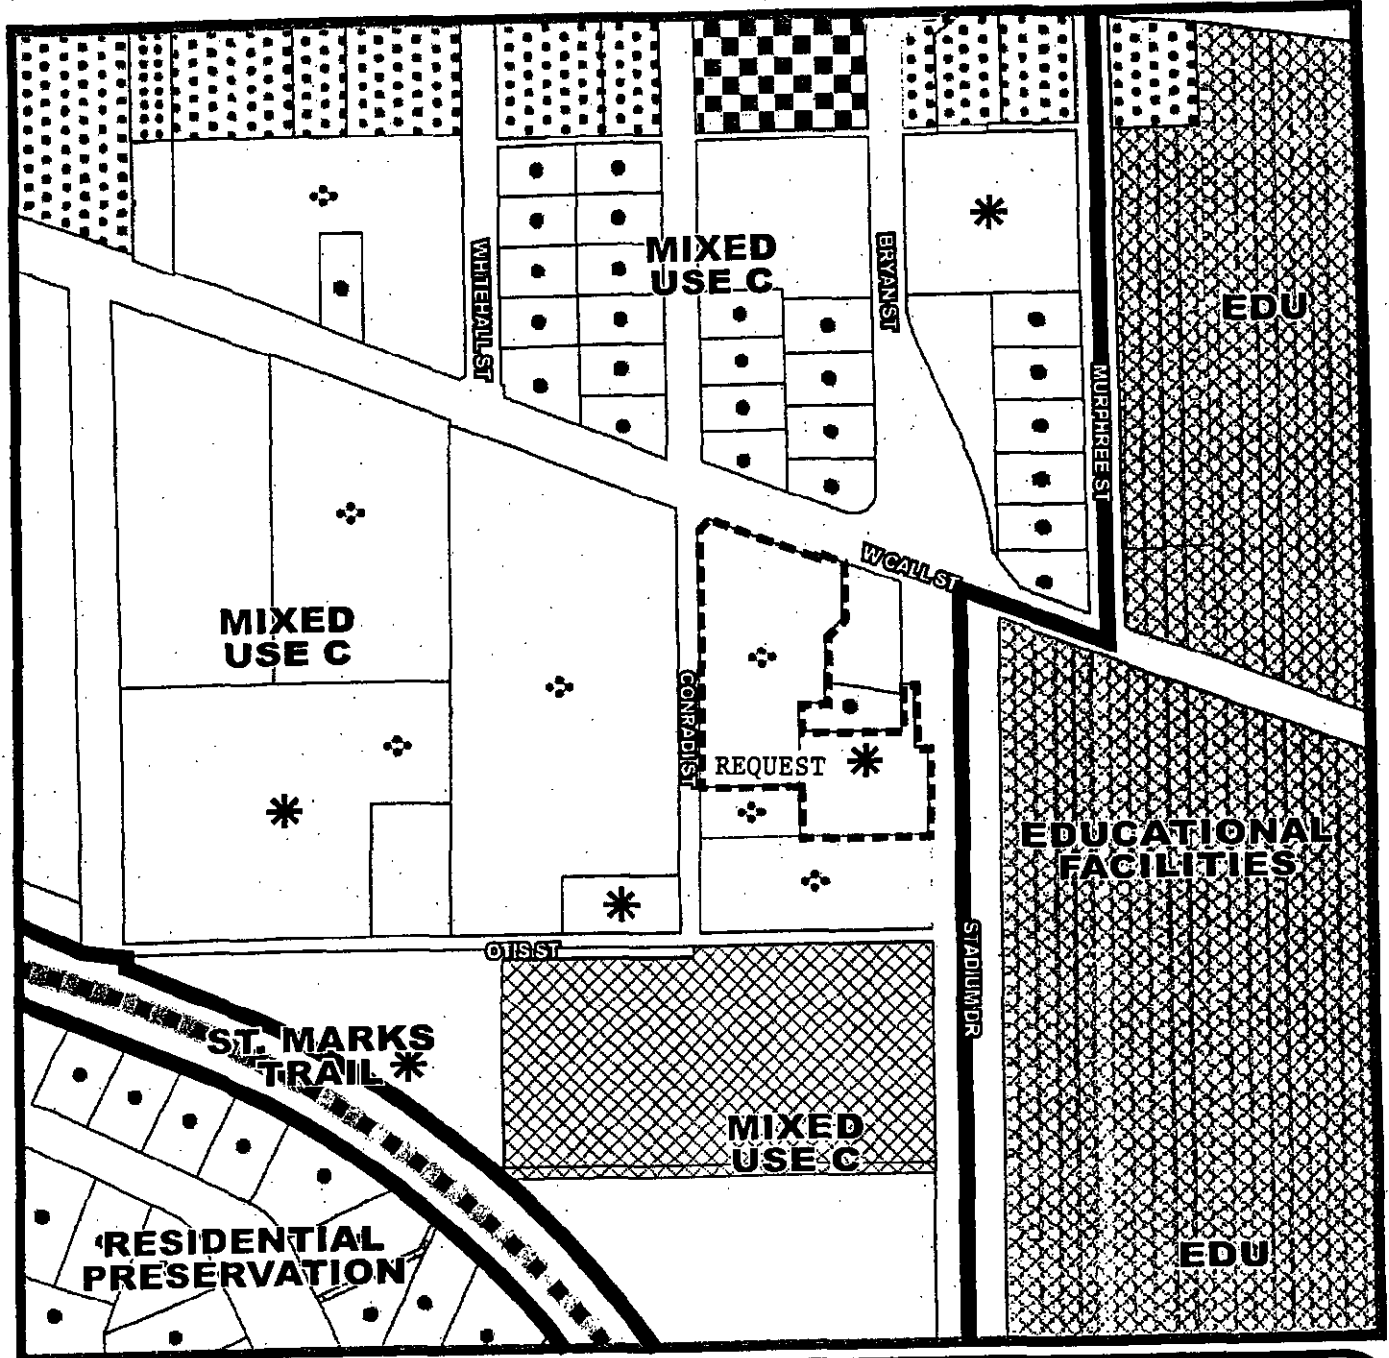 MIXED
USE C
WHITEHALL ST
BRYAN ST
EDU
MURPHREE ST
W CALL ST
MIXED
USE C
CONRADI ST
REQUEST
EDUCATIONAL
FACILITIES
OTIS ST
STADIUM DR
ST. MARKS
TRAIL
MIXED
USE C
RESIDENTIAL
PRESERVATION
EDU